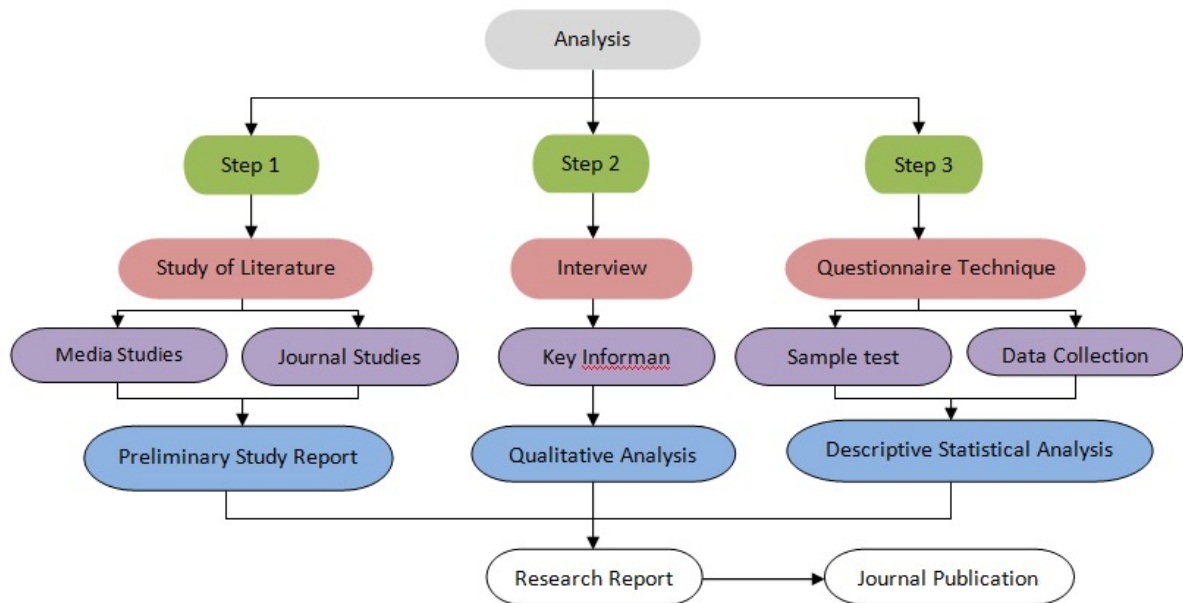 Analysis
Step 1
Step 2
Step 3
Study of Literature
Interview
Questionnaire Technique
Media Studies
Journal Studies
Key Informan
Sample test
Data Collection
Preliminary Study Report
Qualitative Analysis
Descriptive Statistical Analysis
Research Report
Journal Publication